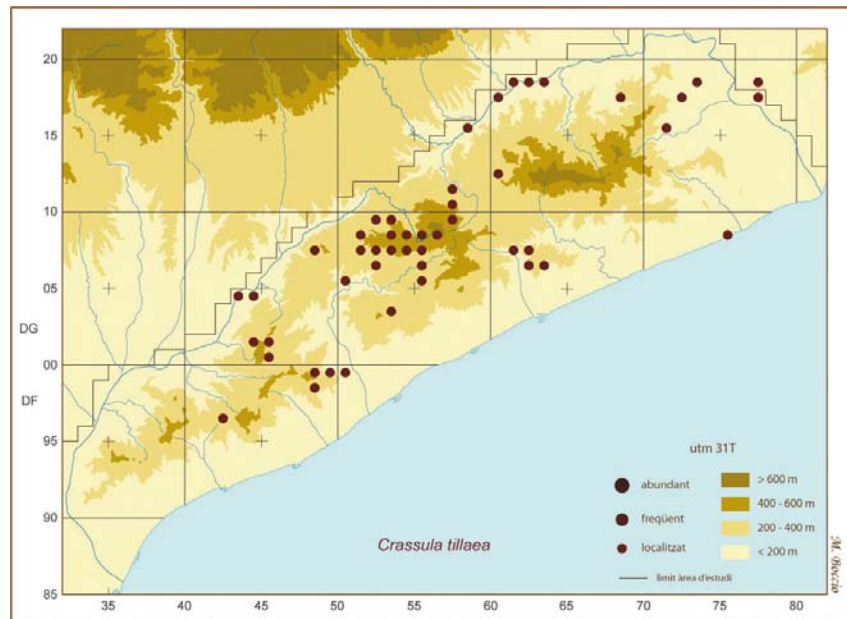 20
15
10
05
DG
00
DF
95
90
85
35 40 45 50 55 60 65 70 75 80
utm 31T
abundant
freqüent
localitzat
límit àrea d'estudi
> 600 m
400 - 600 m
200 - 400 m
< 200 m
Crassula tillaea
M. Boccio